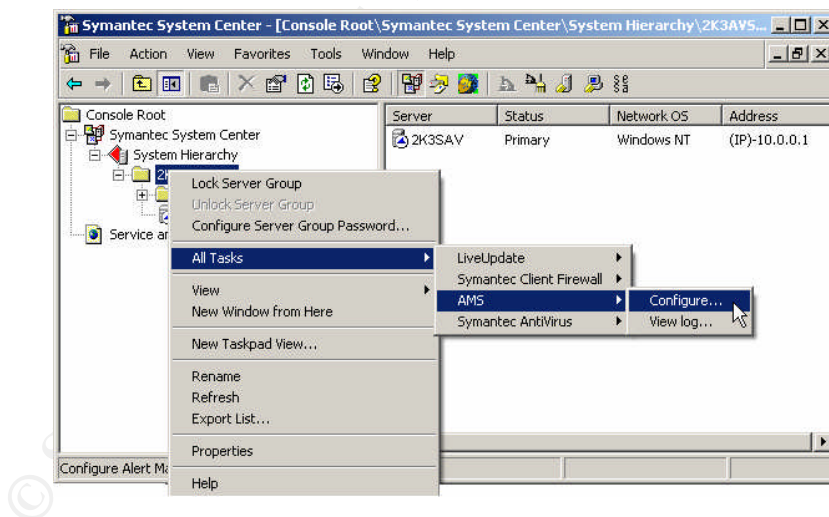 Symantec System Center - [Console Root\Symantec System Center\System Hierarchy\2K3AVS...
File Action View Favorites Tools Window Help
Console Root
Symantec System Center
System Hierarchy
Service
Server Status Network OS Address
2K3SAV Primary Windows NT (IP)-10.0.0.1
Lock Server Group
Unlock Server Group
Configure Server Group Password...
All Tasks
View
New Window from Here
New Taskpad View...
Rename
Refresh
Export List...
Properties
Help
LiveUpdate
Symantec Client Firewall
AMS
Symantec AntiVirus
Configure...
View log...
Configure Alert
©